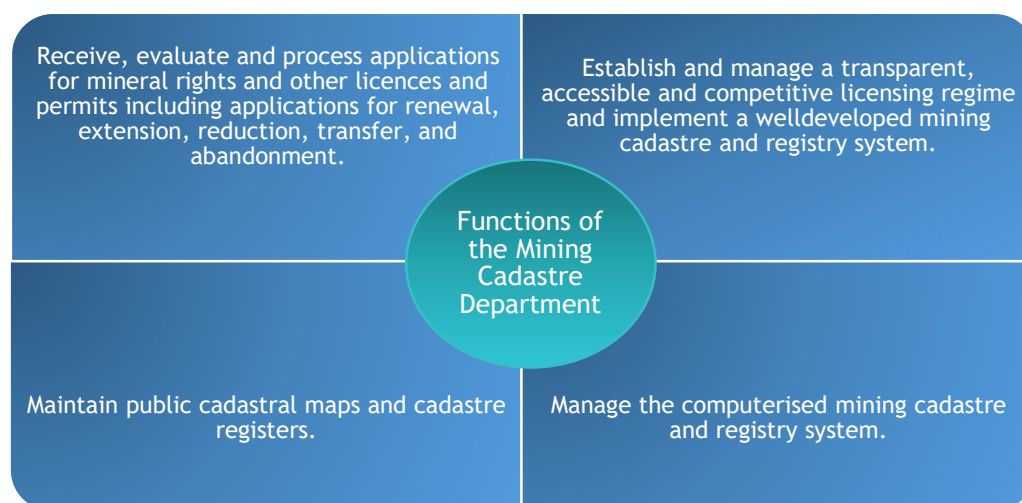 Receive, evaluate and process applications
for mineral rights and other licences and
permits including applications for renewal,
extension, reduction, transfer, and
abandonment.
Establish and manage a transparent,
accessible and competitive licensing regime
and implement a welldeveloped mining
cadastre and registry system.
Functions of
the Mining
Cadastre
Department
Maintain public cadastral maps and cadastre
registers.
Manage the computerised mining cadastre
and registry system.